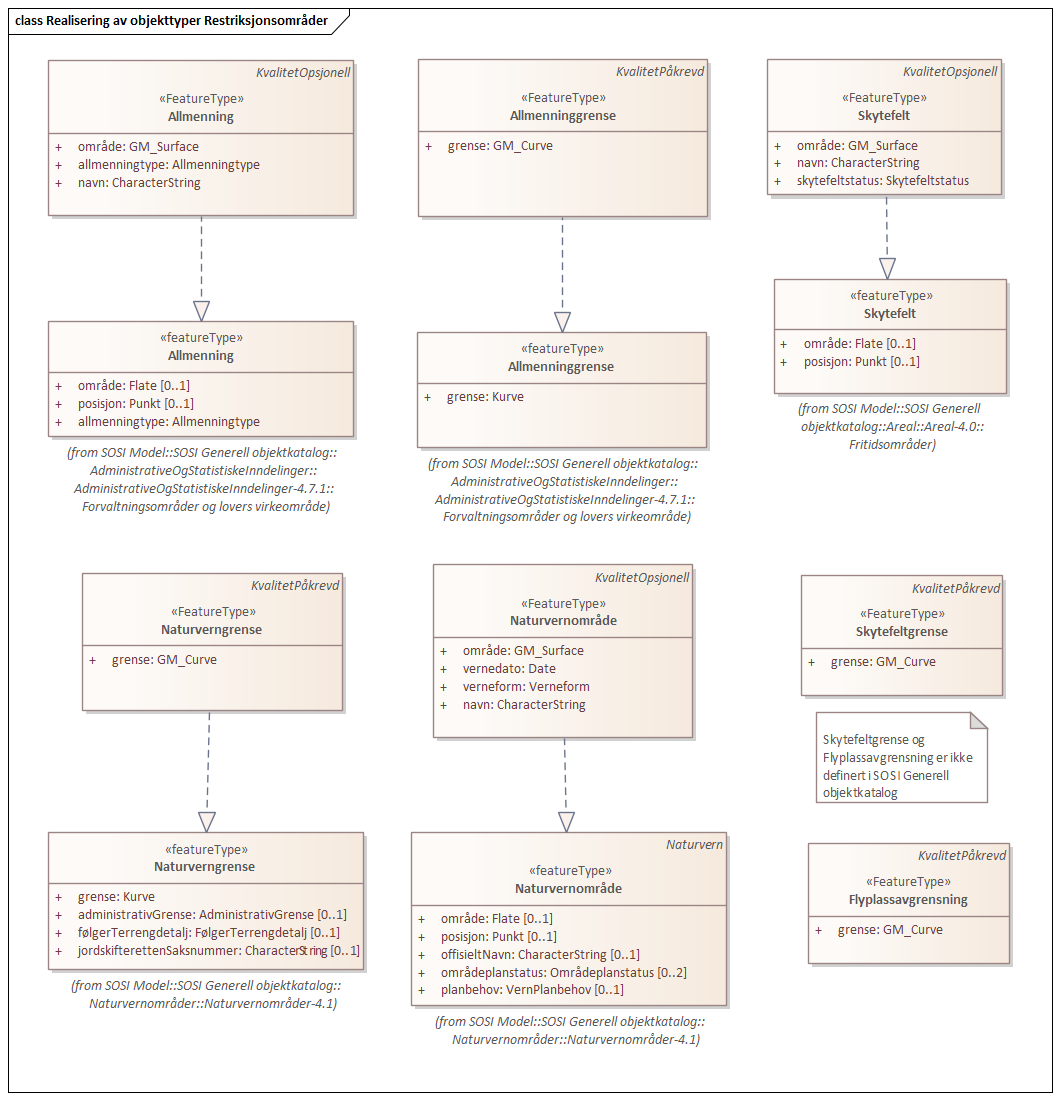 class Realisering av objekttyper Restriksjonsområder
KvalitetOpsjonell
«FeatureType»
Allmenning
+ område: GM_Surface
+ allmenningtype: Allmenningtype
+ navn: CharacterString
KvalitetPåkrevd
«FeatureType»
Allmenninggrense
+ grense: GM_Curve
KvalitetOpsjonell
«FeatureType»
Skytefelt
+ område: GM_Surface
+ navn: CharacterString
+ skytefeltstatus: Skytefeltstatus
«featureType»
Allmenning
+ område: Flate [0..1]
+ posisjon: Punkt [0..1]
+ allmenningtype: Allmenningtype
(from SOSI Model::SOSI Generell objektkatalog::
AdministrativeOgStatistiskeInndelinger::
AdministrativeOgStatistiskeInndelinger-4.7.1::
Forvaltningsområder og lovers virkeområde)
«featureType»
Allmenninggrense
+ grense: Kurve
(from SOSI Model::SOSI Generell objektkatalog::
AdministrativeOgStatistiskeInndelinger::
AdministrativeOgStatistiskeInndelinger-4.7.1::
Forvaltningsområder og lovers virkeområde)
«featureType»
Skytefelt
+ område: Flate [0..1]
+ posisjon: Punkt [0..1]
(from SOSI Model::SOSI Generell
objektkatalog::Areal::Areal-4.0::
Fritidsområder)
KvalitetPåkrevd
«FeatureType»
Naturverngrense
+ grense: GM_Curve
KvalitetOpsjonell
«FeatureType»
Naturvernområde
+ område: GM_Surface
+ vernedato: Date
+ verneform: Verneform
+ navn: CharacterString
KvalitetPåkrevd
«FeatureType»
Skytefeltgrense
+ grense: GM_Curve
Skytefeltgrense og
Flyplassavgrensning er ikke
definert i SOSI Generell
objektkatalog
«featureType»
Naturverngrense
+ grense: Kurve
+ administrativGrense: AdministrativGrense [0..1]
+ følgerTerrengdetalj: FølgerTerrengdetalj [0..1]
+ jordskifterettenSaksnummer: CharacterString [0..1]
(from SOSI Model::SOSI Generell objektkatalog::
Naturvernområder::Naturvernområder-4.1)
Naturvern
«featureType»
Naturvernområde
+ område: Flate [0..1]
+ posisjon: Punkt [0..1]
+ offisieltNavn: CharacterString [0..1]
+ områdeplanstatus: Områdeplanstatus [0..2]
+ planbehov: VernPlanbehov [0..1]
(from SOSI Model::SOSI Generell objektkatalog::
Naturvernområder::Naturvernområder-4.1)
KvalitetPåkrevd
«FeatureType»
Flyplassavgrensning
+ grense: GM_Curve